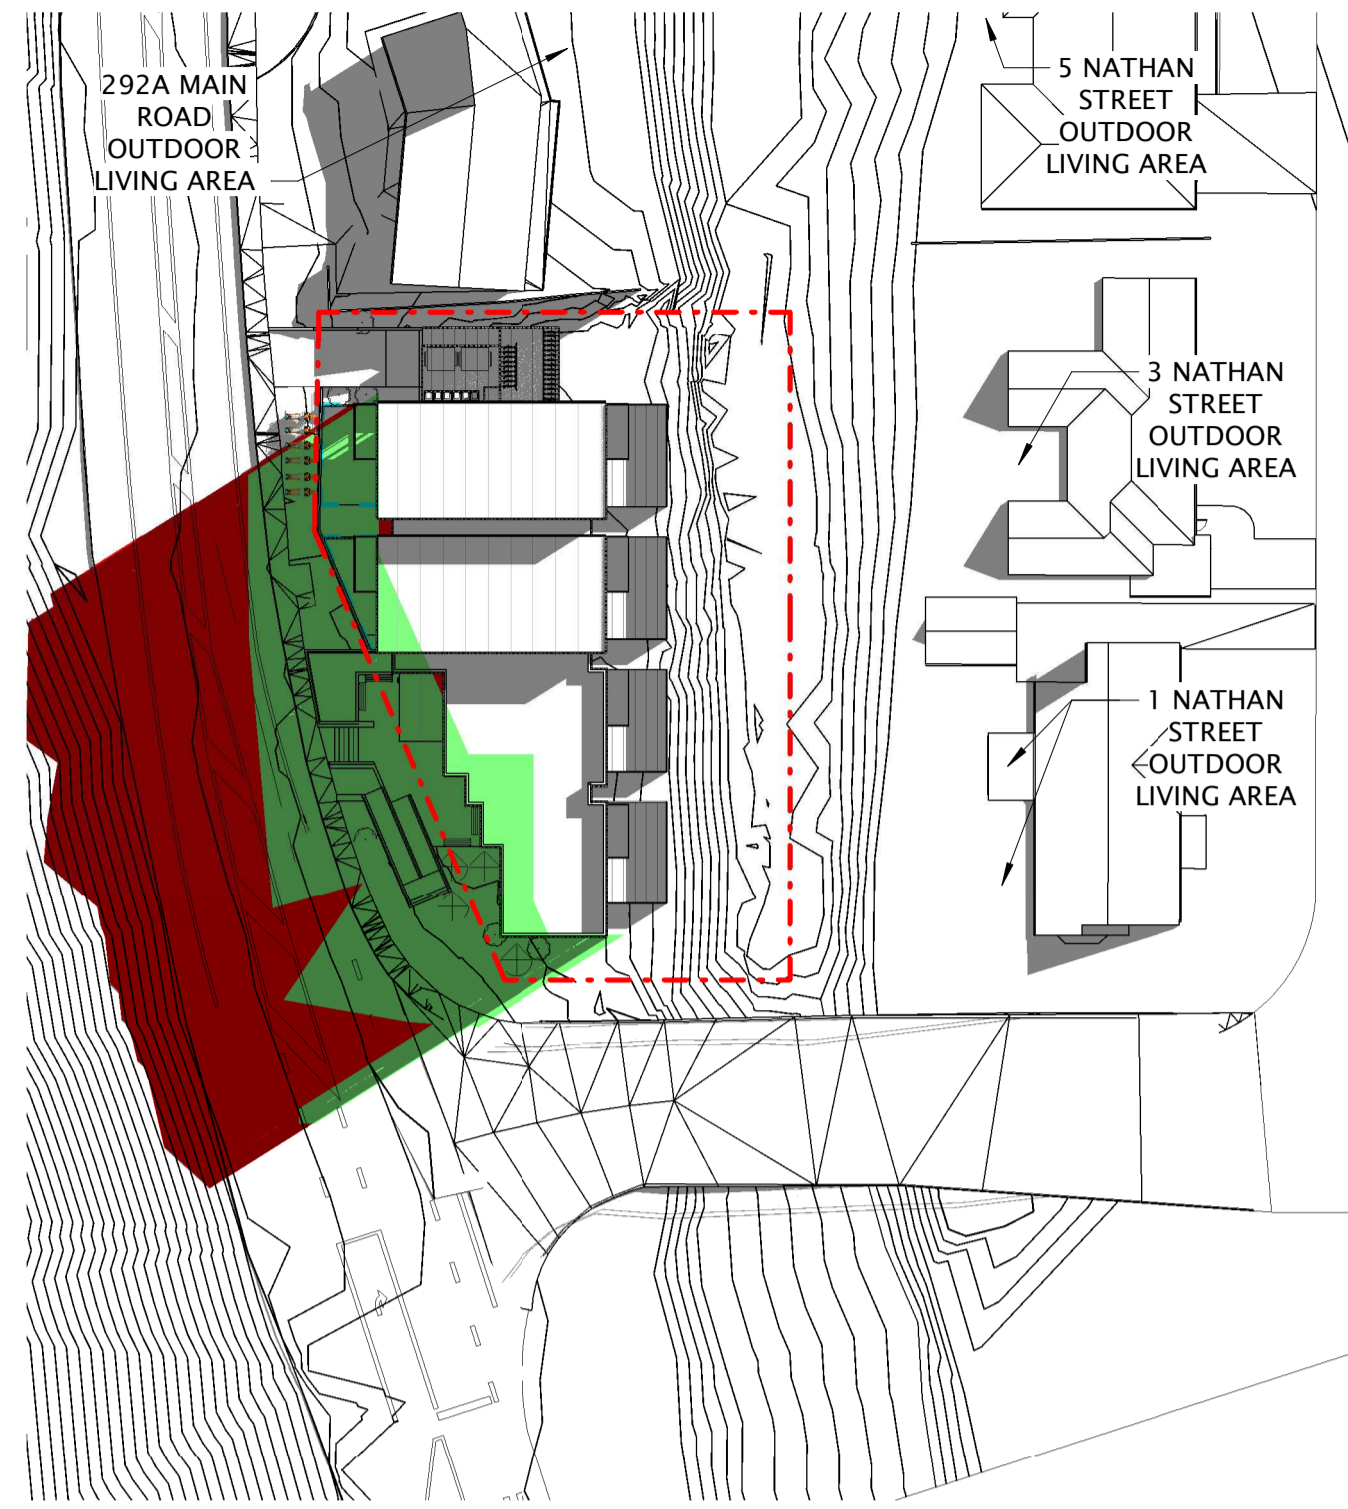 292A MAIN
ROAD
OUTDOOR
LIVING AREA
5 NATHAN
STREET
OUTDOOR
LIVING AREA
3 NATHAN
STREET
OUTDOOR
LIVING AREA
1 NATHAN
STREET
OUTDOOR
LIVING AREA